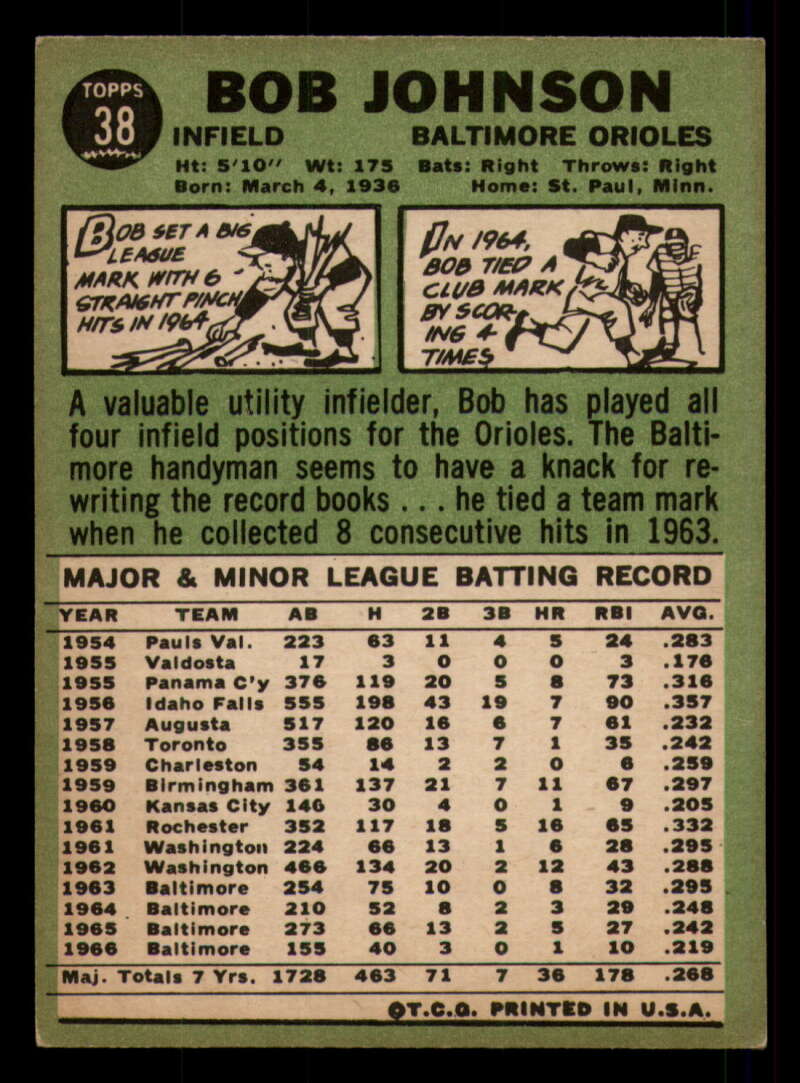 TOPPS
38
BOB JOHNSON
INFIELD BALTIMORE ORIOLES
Ht: 5'10" Wt: 175 Bats: Right Throws: Right
Born: March 4, 1936 Home: St. Paul, Minn.
BOB SET A BIG
LEAGUE
MARK WITH 6
STRAIGHT PINCH
HITS IN 1964
IN 1964,
BOB TIED A
CLUB MARK
BY SCOR-
ING 4
TIMES
A valuable utility infielder, Bob has played all
four infield positions for the Orioles. The Balti-
more handyman seems to have a knack for re-
writing the record books . . . he tied a team mark
when he collected 8 consecutive hits in 1963.
MAJOR & MINOR LEAGUE BATTING RECORD
YEAR TEAM AB H 2B 3B HR RBI AVG.
1954 Pauls Val. 223 63 11 4 5 24 .283
1955 Valdosta 17 3 0 0 0 3 .176
1955 Panama C'y 376 119 20 5 8 73 .316
1956 Idaho Falls 555 198 43 19 7 90 .357
1957 Augusta 517 120 16 6 7 61 .232
1958 Toronto 355 86 13 7 1 35 .242
1959 Charleston 54 14 2 2 0 6 .259
1959 Birmingham 361 137 21 7 11 67 .297
1960 Kansas City 146 30 4 0 1 9 .205
1961 Rochester 352 117 18 5 16 65 .332
1961 Washington 224 66 13 1 6 28 .295
1962 Washington 466 134 20 2 12 43 .288
1963 Baltimore 254 75 10 0 8 32 .295
1964 Baltimore 210 52 8 2 3 29 .248
1965 Baltimore 273 66 13 2 5 27 .242
1966 Baltimore 155 40 3 0 1 10 .219
Maj. Totals 7 Yrs. 1728 463 71 7 36 178 .268
©T.C.G. PRINTED IN U.S.A.